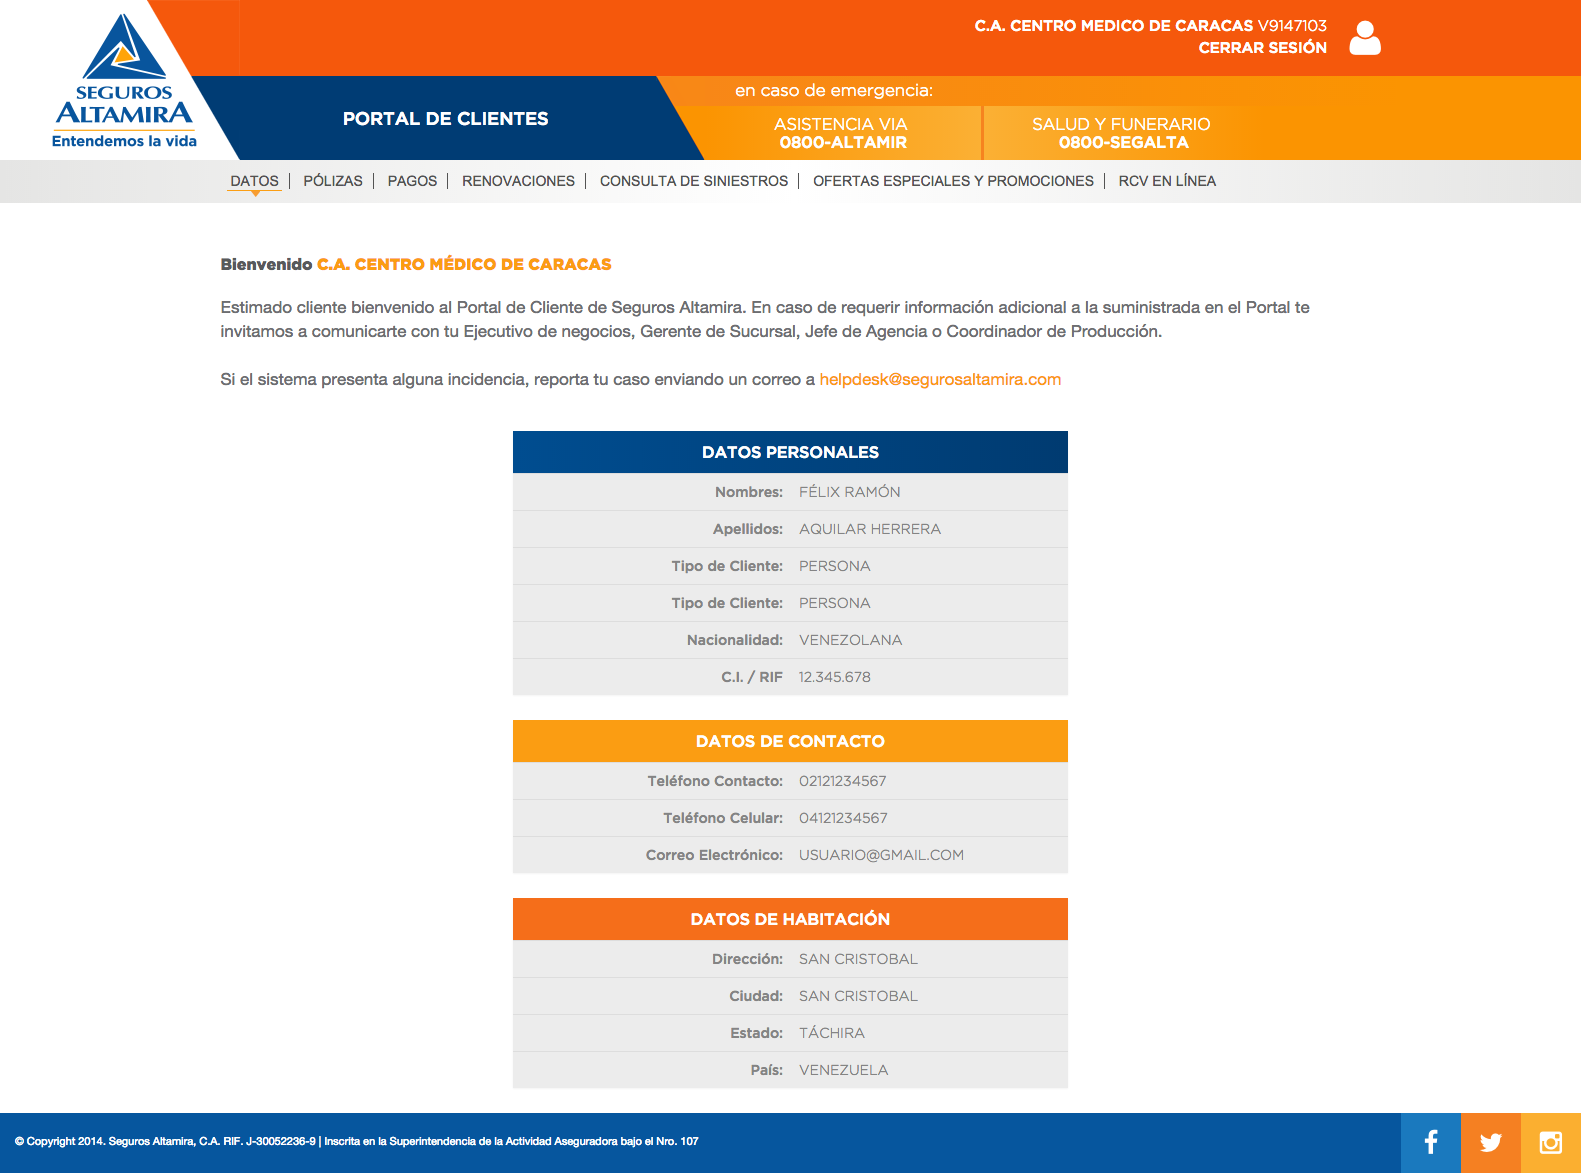 C.A. CENTRO MEDICO DE CARACAS V9147103
CERRAR SESIÓN
SEGUROS
ALTAMIRA
Entendemos la vida
PORTAL DE CLIENTES
en caso de emergencia:
ASISTENCIA VIA
0800-ALTAMIR
SALUD Y FUNERARIO
0800-SEGALTA
DATOS | PÓLIZAS | PAGOS | RENOVACIONES | CONSULTA DE SINIESTROS | OFERTAS ESPECIALES Y PROMOCIONES | RCV EN LÍNEA
Bienvenido C.A. CENTRO MÉDICO DE CARACAS
Estimado cliente bienvenido al Portal de Cliente de Seguros Altamira. En caso de requerir información adicional a la suministrada en el Portal te
invitamos a comunicarte con tu Ejecutivo de negocios, Gerente de Sucursal, Jefe de Agencia o Coordinador de Producción.
Si el sistema presenta alguna incidencia, reporta tu caso enviando un correo a helpdesk@segurosaltamira.com
DATOS PERSONALES
Nombres: FÉLIX RAMÓN
Apellidos: AQUILAR HERRERA
Tipo de Cliente: PERSONA
Tipo de Cliente: PERSONA
Nacionalidad: VENEZOLANA
C.I. / RIF 12.345.678
DATOS DE CONTACTO
Teléfono Contacto: 02121234567
Teléfono Celular: 04121234567
Correo Electrónico: USUARIO@GMAIL.COM
DATOS DE HABITACIÓN
Dirección: SAN CRISTOBAL
Ciudad: SAN CRISTOBAL
Estado: TÁCHIRA
País: VENEZUELA
© Copyright 2014. Seguros Altamira, C.A. RIF. J-30052236-9 | Inscrita en la Superintendencia de la Actividad Aseguradora bajo el Nro. 107